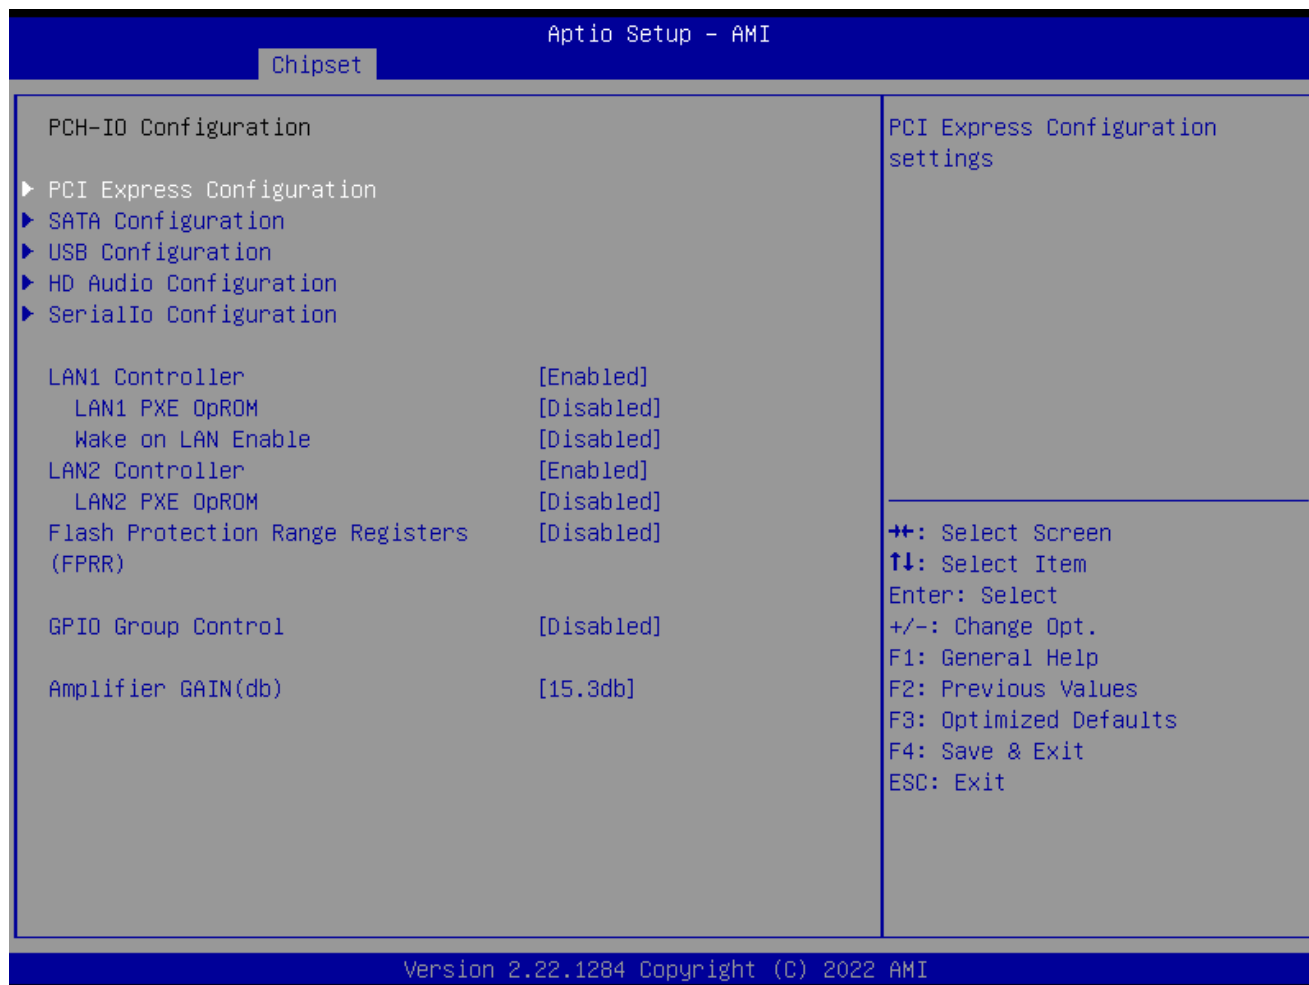 Aptio Setup – AMI
Chipset
PCH-IO Configuration
PCI Express Configuration
SATA Configuration
USB Configuration
HD Audio Configuration
SerialIo Configuration
LAN1 Controller [Enabled]
LAN1 PXE OpROM [Disabled]
Wake on LAN Enable [Disabled]
LAN2 Controller [Enabled]
LAN2 PXE OpROM [Disabled]
Flash Protection Range Registers [Disabled]
(FPRR)
GPIO Group Control [Disabled]
Amplifier GAIN(db) [15.3db]
PCI Express Configuration
settings
→←: Select Screen
↑↓: Select Item
Enter: Select
+/-: Change Opt.
F1: General Help
F2: Previous Values
F3: Optimized Defaults
F4: Save & Exit
ESC: Exit
Version 2.22.1284 Copyright (C) 2022 AMI